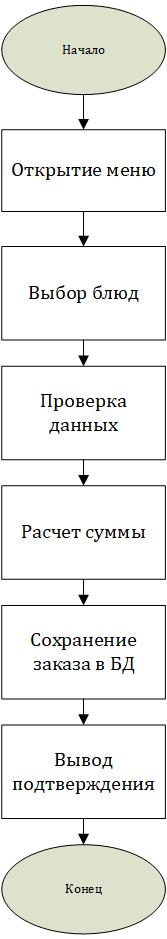 Начало
Открытие меню
Выбор блюд
Проверка
данных
Расчет суммы
Сохранение
заказа в БД
Вывод
подтверждения
Конец